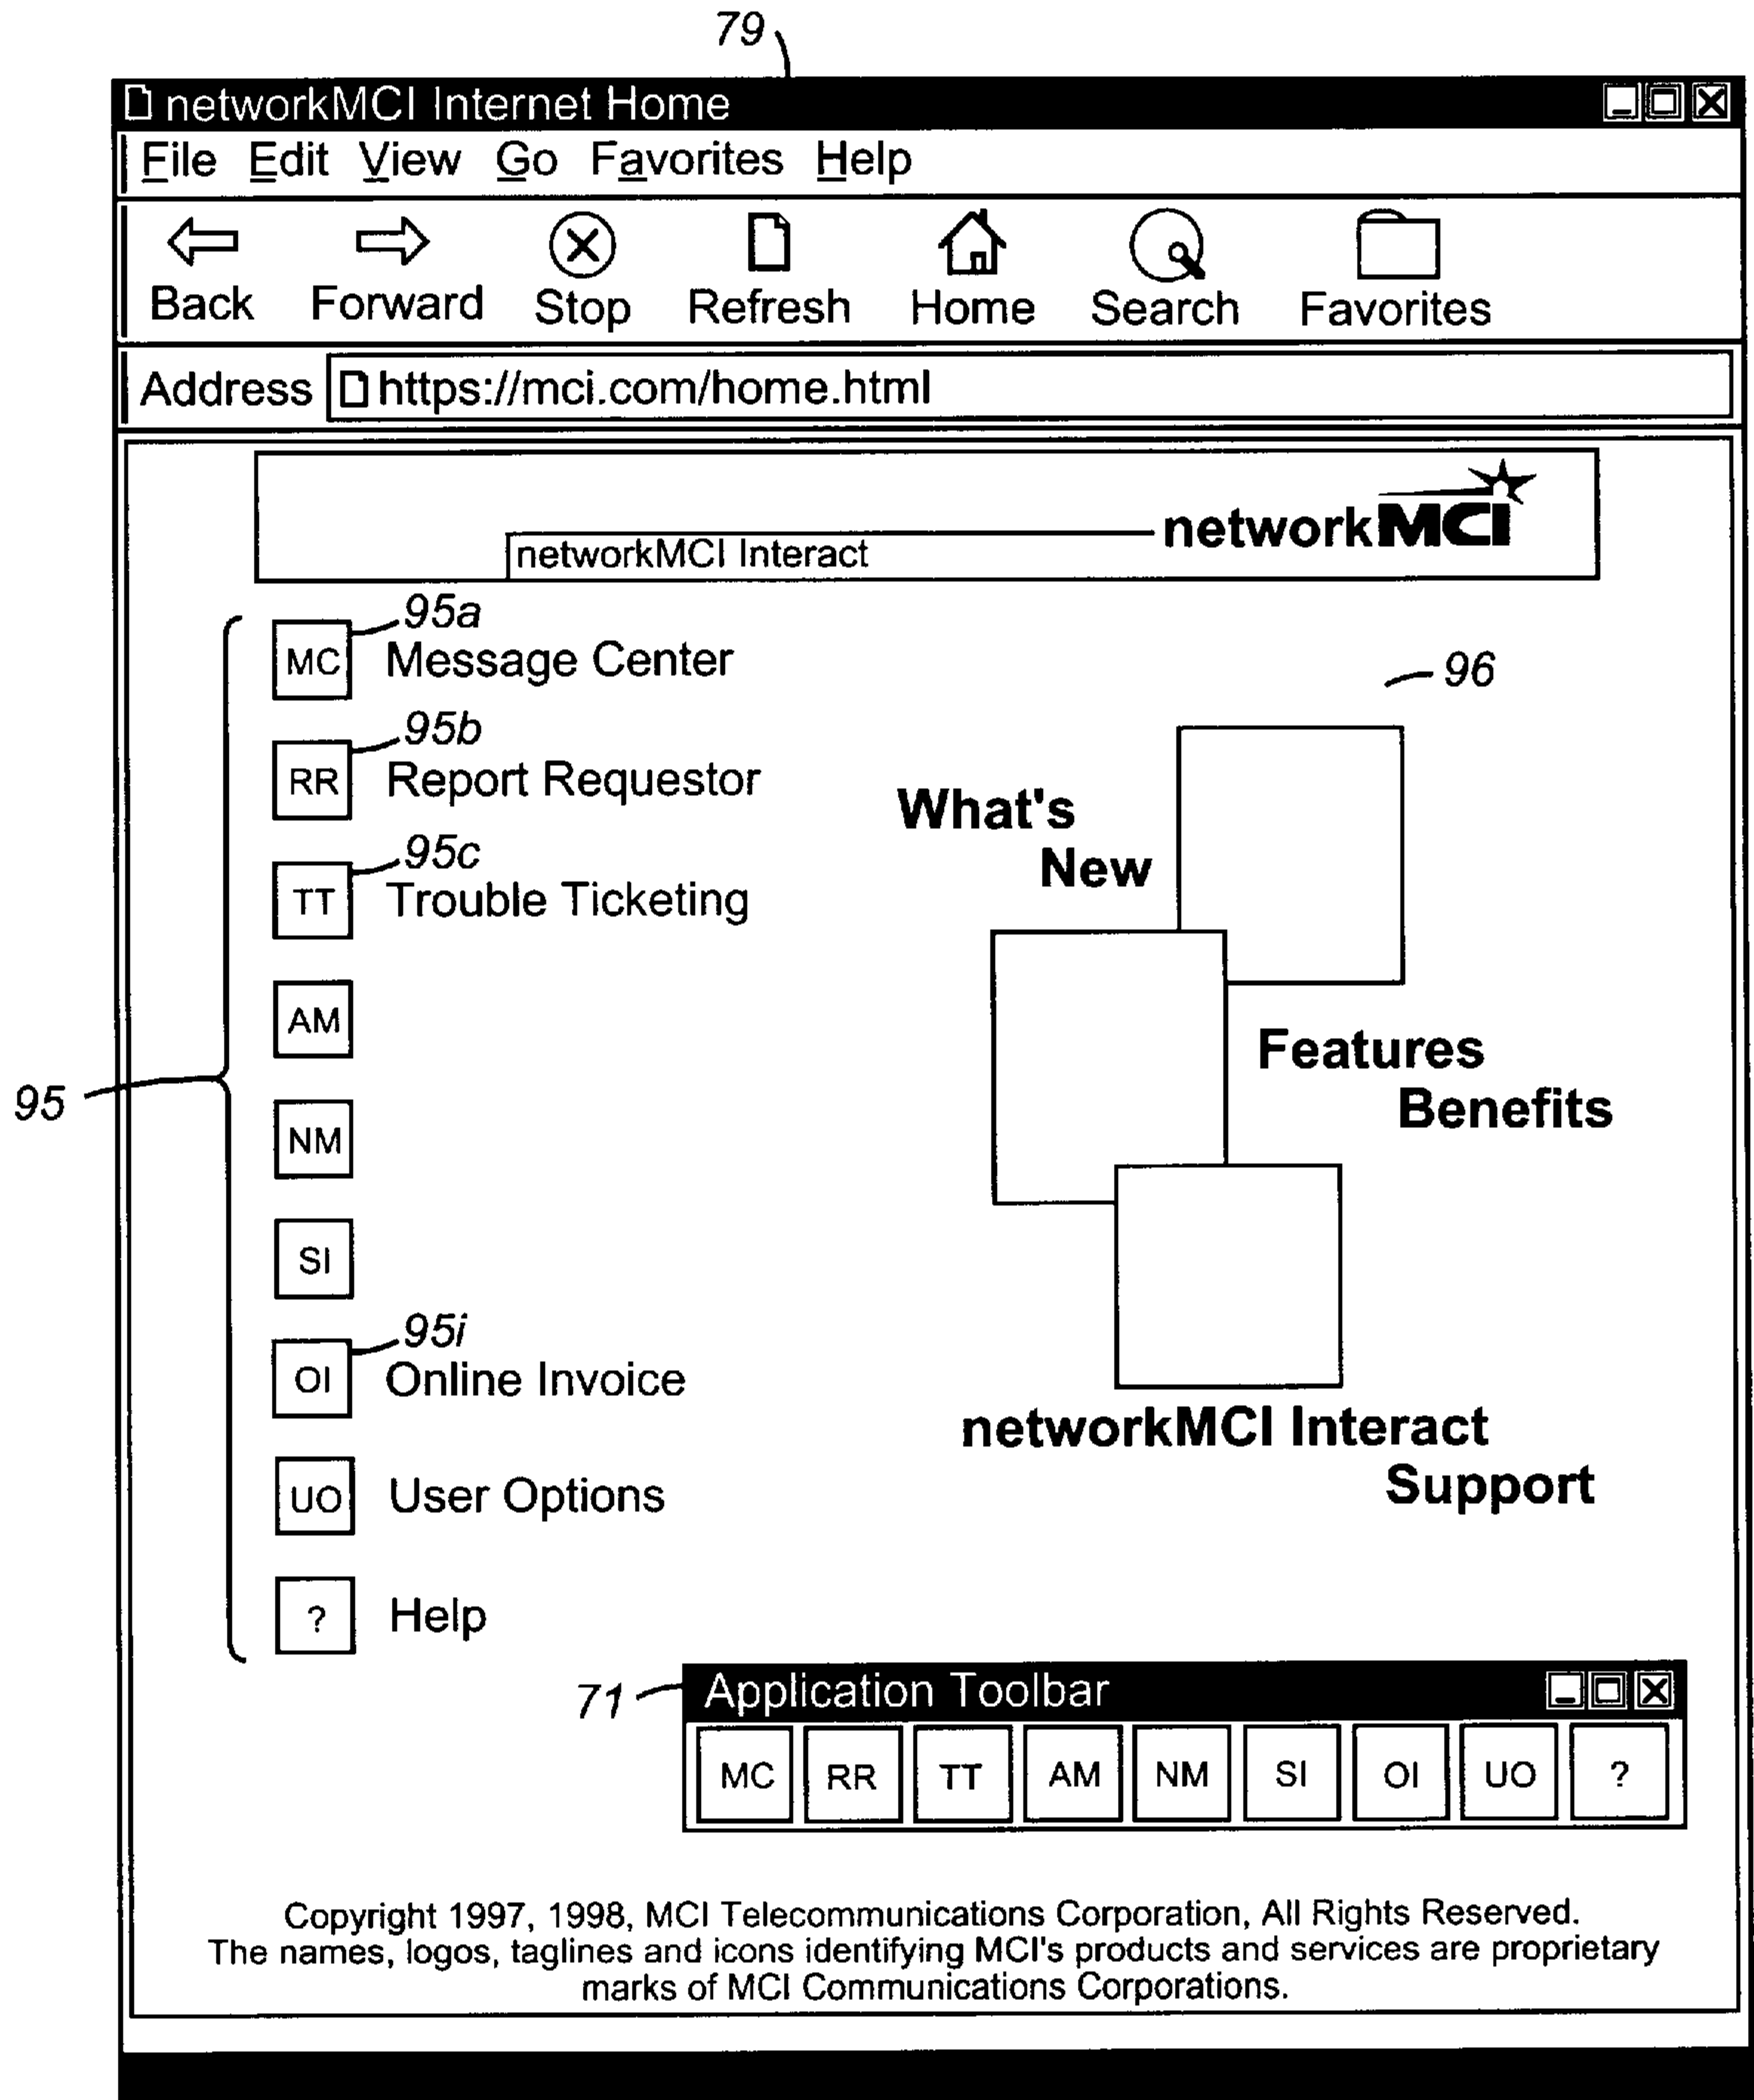 79
networkMCI Internet Home
File Edit View Go Favorites Help
Back Forward Stop Refresh Home Search Favorites
Address https://mci.com/home.html
networkMCI
networkMCI Interact
95a
MC Message Center
96
95b
RR Report Requestor
What's
New
95c
TT Trouble Ticketing
AM
Features
Benefits
95
NM
SI
95i
OI Online Invoice
networkMCI Interact
Support
UO User Options
? Help
71
Application Toolbar
MC RR TT AM NM SI OI UO ?
Copyright 1997, 1998, MCI Telecommunications Corporation, All Rights Reserved.
The names, logos, taglines and icons identifying MCI's products and services are proprietary
marks of MCI Communications Corporations.